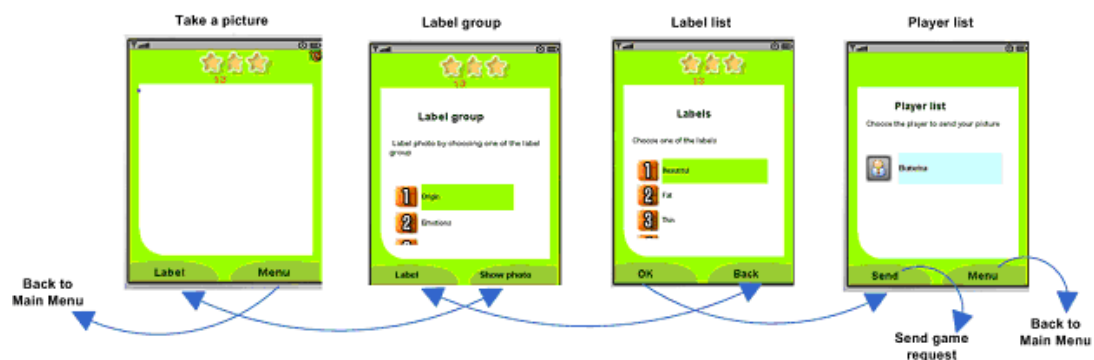 Take a picture
Label group
Label list
Player list
13
13
13
Label group
Label photo by choosing one of the label
group
1 Origin
2 Emotions
Labels
Choose one of the labels
1 Beautiful
2 Fat
3 Thin
Player list
Choose the player to send your picture
Ekaterina
Label
Menu
Label
Show photo
OK
Back
Send
Menu
Back to
Main Menu
Send game
request
Back to
Main Menu